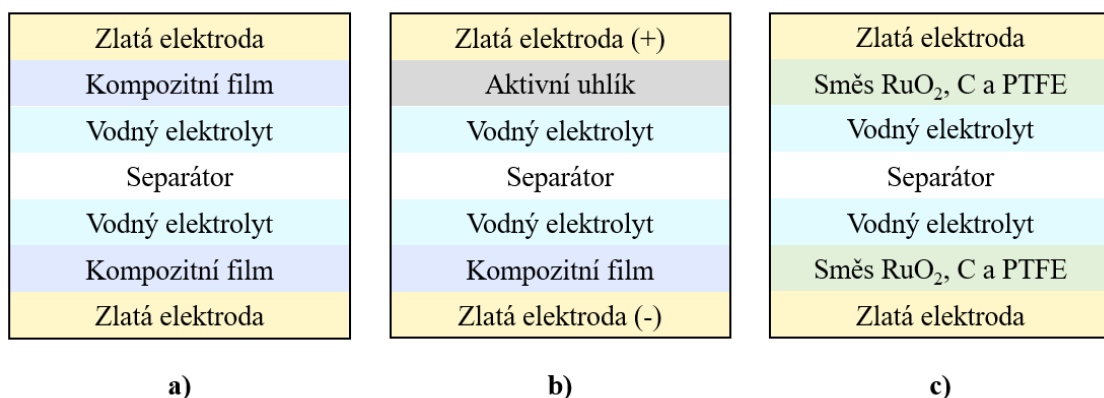 Zlatá elektroda
Kompozitní film
Vodný elektrolyt
Separátor
Vodný elektrolyt
Kompozitní film
Zlatá elektroda
a)
Zlatá elektroda (+)
Aktivní uhlík
Vodný elektrolyt
Separátor
Vodný elektrolyt
Kompozitní film
Zlatá elektroda (-)
b)
Zlatá elektroda
Směs RuO₂, C a PTFE
Vodný elektrolyt
Separátor
Vodný elektrolyt
Směs RuO₂, C a PTFE
Zlatá elektroda
c)